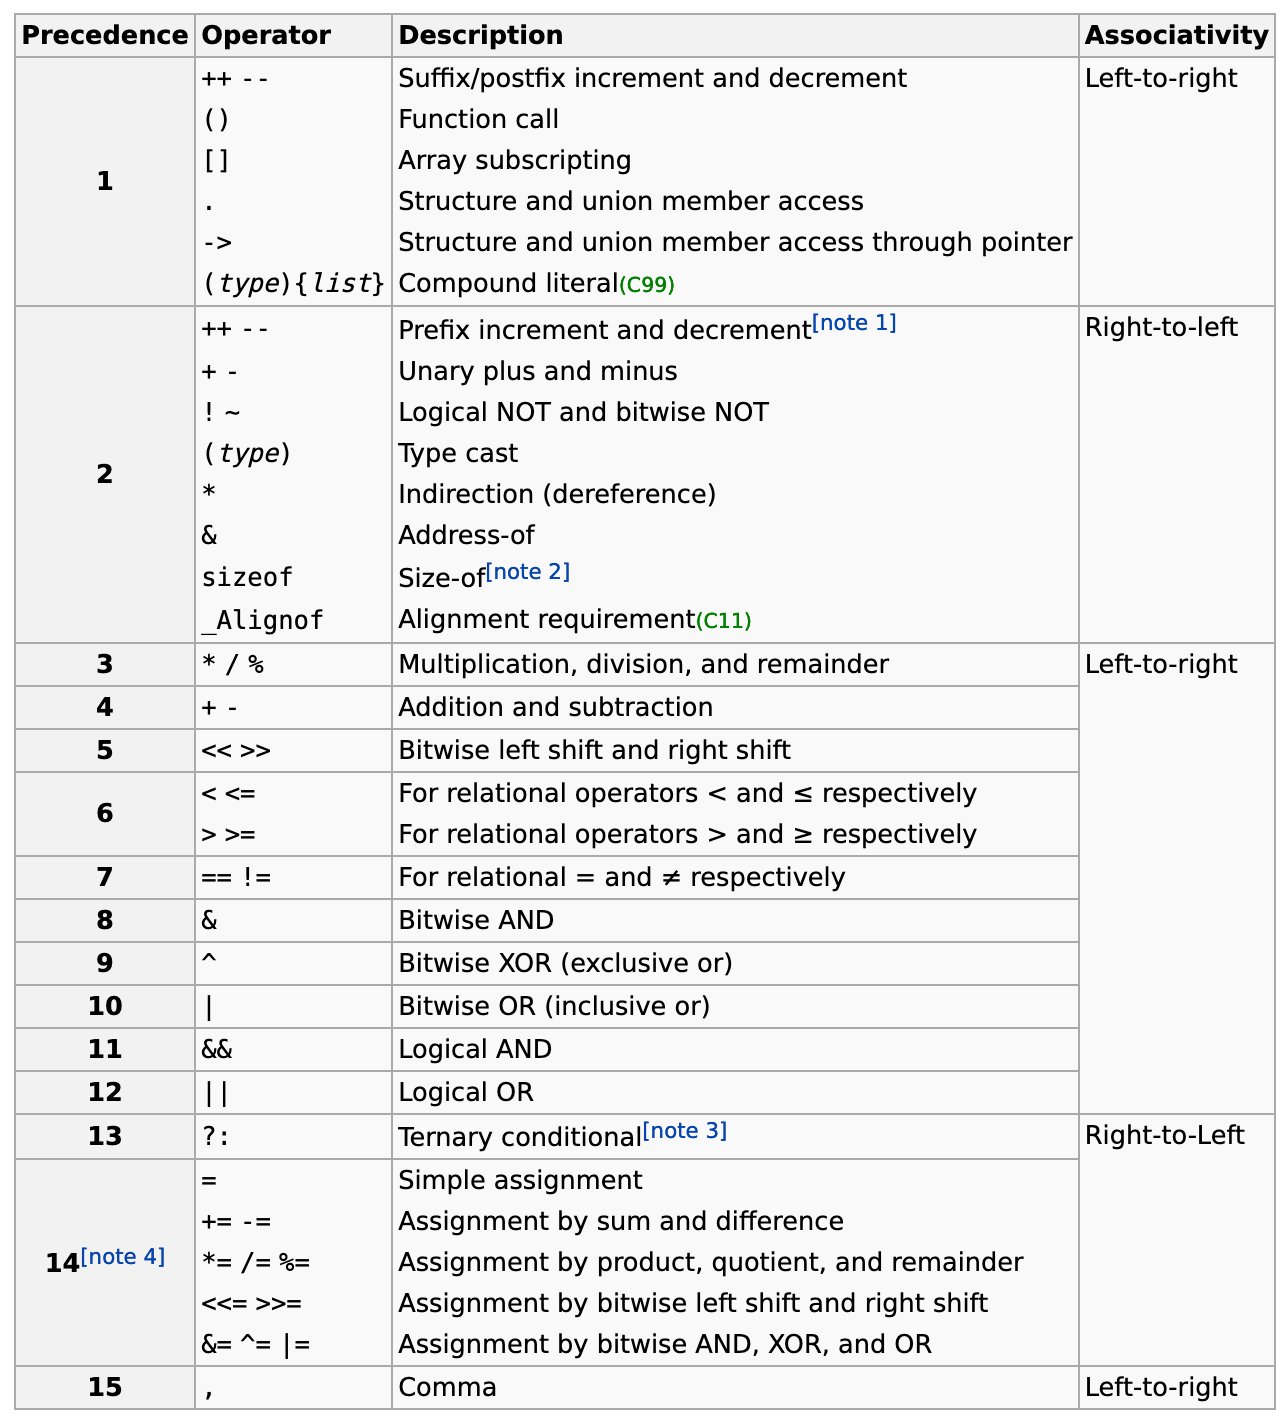 Precedence Operator Description Associativity
1 ++ -- Suffix/postfix increment and decrement Left-to-right
() Function call
[] Array subscripting
. Structure and union member access
-> Structure and union member access through pointer
(type){list} Compound literal(C99)
2 ++ -- Prefix increment and decrement[note 1] Right-to-left
+ - Unary plus and minus
! ~ Logical NOT and bitwise NOT
(type) Type cast
* Indirection (dereference)
& Address-of
sizeof Size-of[note 2]
_Alignof Alignment requirement(C11)
3 * / % Multiplication, division, and remainder Left-to-right
4 + - Addition and subtraction
5 << >> Bitwise left shift and right shift
6 < <= For relational operators < and ≤ respectively
> >= For relational operators > and ≥ respectively
7 == != For relational = and ≠ respectively
8 & Bitwise AND
9 ^ Bitwise XOR (exclusive or)
10 | Bitwise OR (inclusive or)
11 && Logical AND
12 || Logical OR
13 ?: Ternary conditional[note 3] Right-to-Left
14[note 4] = Simple assignment
+= -= Assignment by sum and difference
*= /= %= Assignment by product, quotient, and remainder
<<= >>= Assignment by bitwise left shift and right shift
&= ^= |= Assignment by bitwise AND, XOR, and OR
15 , Comma Left-to-right